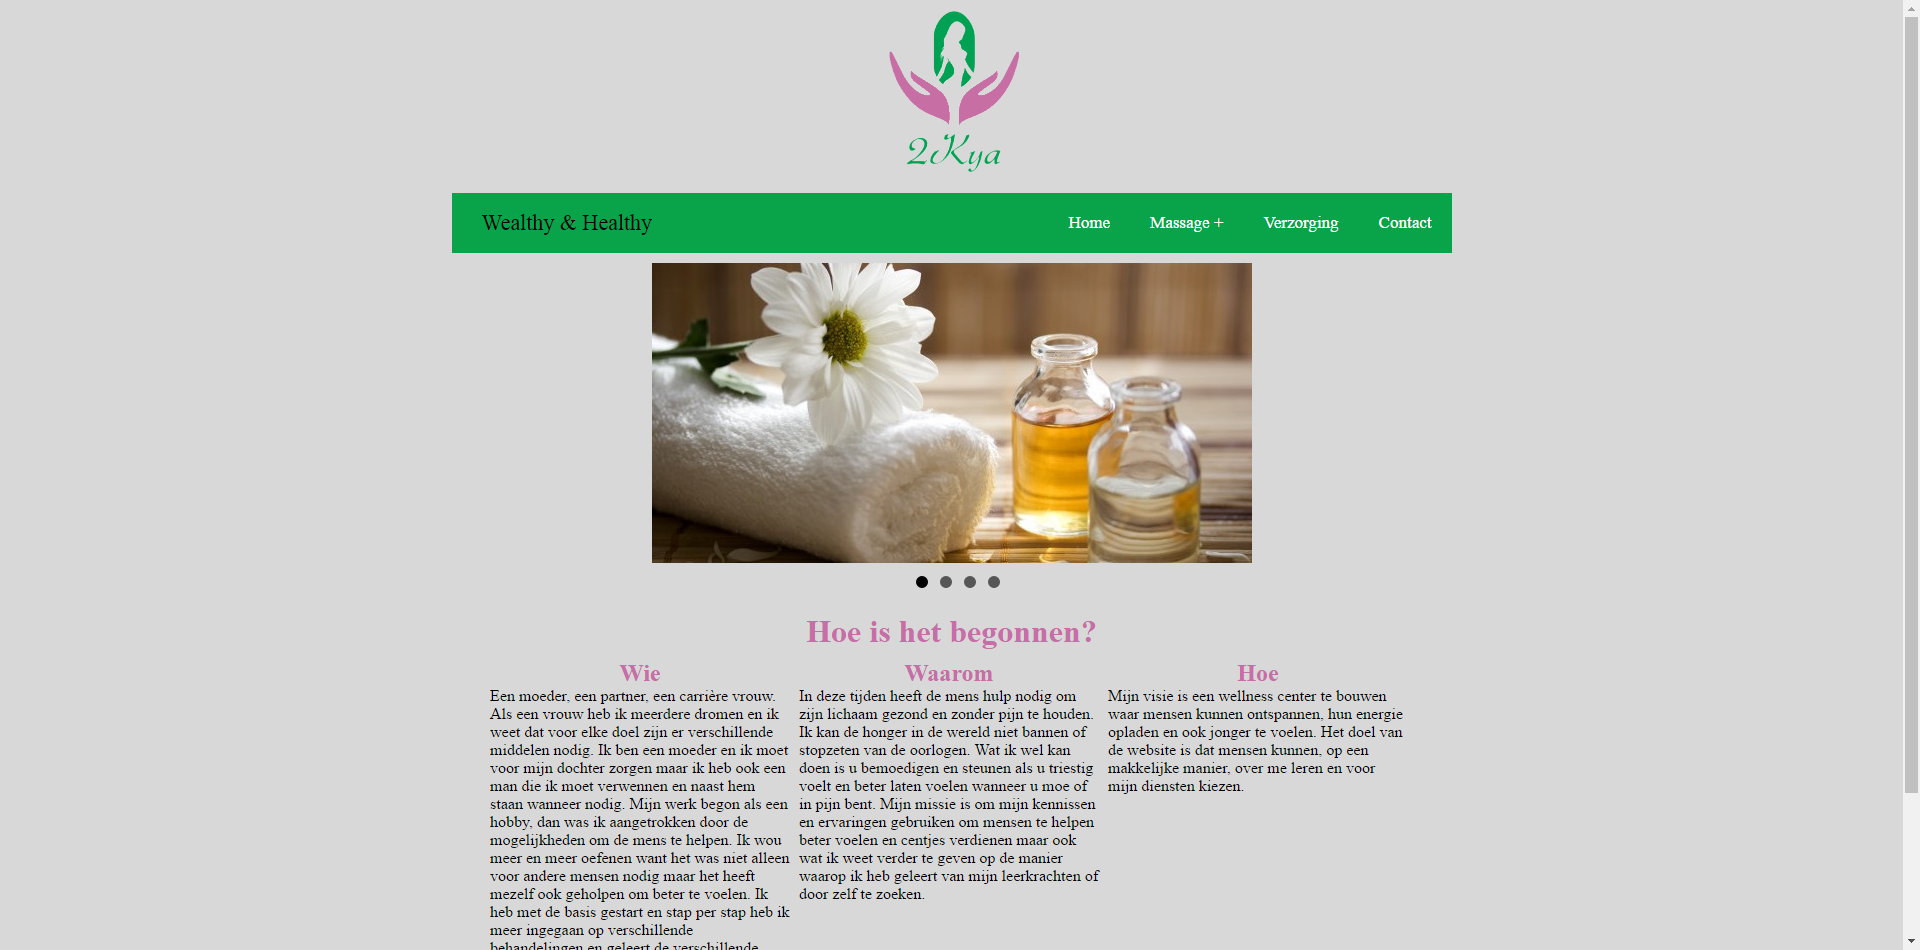 2Kya
Wealthy & Healthy
Home Massage + Verzorging Contact
Hoe is het begonnen?
Wie
Een moeder, een partner, een carrière vrouw.
Als een vrouw heb ik meerdere dromen en ik
weet dat voor elke doel zijn er verschillende
middelen nodig. Ik ben een moeder en ik moet
voor mijn dochter zorgen maar ik heb ook een
man die ik moet verwennen en naast hem
staan wanneer nodig. Mijn werk begon als een
hobby, dan was ik aangetrokken door de
mogelijkheden om de mens te helpen. Ik wou
meer en meer oefenen want het was niet alleen
voor andere mensen nodig maar het heeft
mezelf ook geholpen om beter te voelen. Ik
heb met de basis gestart en stap per stap heb ik
meer ingegaan op verschillende
behandelingen en geleert de verschillende
Waarom
In deze tijden heeft de mens hulp nodig om
zijn lichaam gezond en zonder pijn te houden.
Ik kan de honger in de wereld niet bannen of
stopzeten van de oorlogen. Wat ik wel kan
doen is u bemoedigen en steunen als u triestig
voelt en beter laten voelen wanneer u moe of
in pijn bent. Mijn missie is om mijn kennissen
en ervaringen gebruiken om mensen te helpen
beter voelen en centjes verdienen maar ook
wat ik weet verder te geven op de manier
waarop ik heb geleert van mijn leerkrachten of
door zelf te zoeken.
Hoe
Mijn visie is een wellness center te bouwen
waar mensen kunnen ontspannen, hun energie
opladen en ook jonger te voelen. Het doel van
de website is dat mensen kunnen, op een
makkelijke manier, over me leren en voor
mijn diensten kiezen.